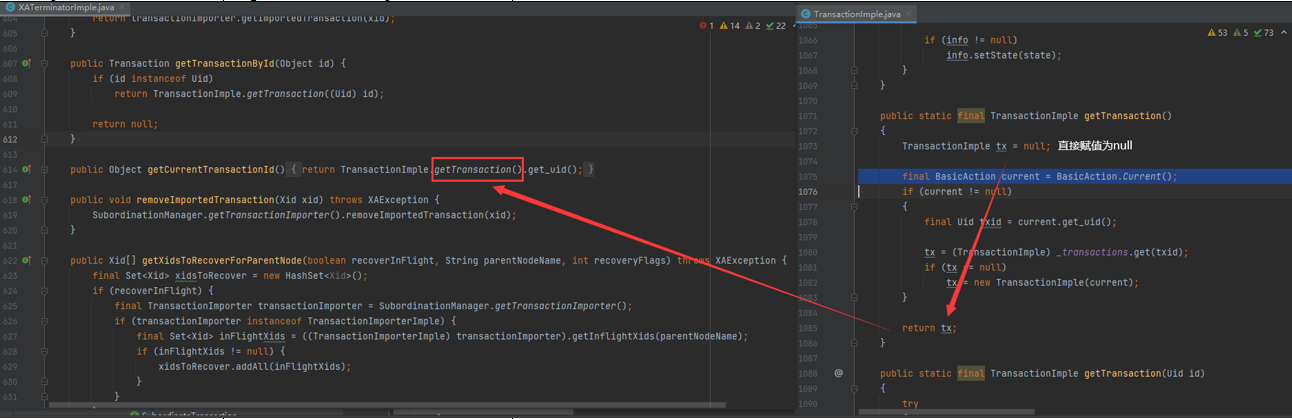 XATerminatorImple.java
604 return transactionImporter.getImportedTransaction(xid);
605 }
606
607 public Transaction getTransactionById(Object id) {
608 if (id instanceof Uid)
609 return TransactionImple.getTransaction((Uid) id);
610
611 return null;
612 }
613
614 public Object getCurrentTransactionId() { return TransactionImple.getTransaction().get_uid(); }
617
618 public void removeImportedTransaction(Xid xid) throws XAException {
619 SubordinationManager.getTransactionImporter().removeImportedTransaction(xid);
620 }
621
622 public Xid[] getXidsToRecoverForParentNode(boolean recoverInFlight, String parentNodeName, int recoveryFlags) throws XAException {
623 final Set<Xid> xidsToRecover = new HashSet<Xid>();
624 if (recoverInFlight) {
625 final TransactionImporter transactionImporter = SubordinationManager.getTransactionImporter();
626 if (transactionImporter instanceof TransactionImporterImple) {
627 final Set<Xid> inFlightXids = ((TransactionImporterImple) transactionImporter).getInflightXids(parentNodeName);
628 if (inFlightXids != null) {
629 xidsToRecover.addAll(inFlightXids);
630 }
631 }
SubordinateTransaction
1 14 2 22
TransactionImple.java
53 5 73
1065
1066 if (info != null)
1067 info.setState(state);
1068 }
1069 }
1070
1071 public static final TransactionImple getTransaction()
1072 {
1073 TransactionImple tx = null; 直接赋值为null
1074
1075 final BasicAction current = BasicAction.Current();
1076 if (current != null)
1077 {
1078 final Uid txid = current.get_uid();
1079
1080 tx = (TransactionImple) _transactions.get(txid);
1081 if (tx == null)
1082 tx = new TransactionImple(current);
1083 }
1084
1085 return tx;
1086 }
1087
1088 @ public static final TransactionImple getTransaction(Uid id)
1089 {
1090 try